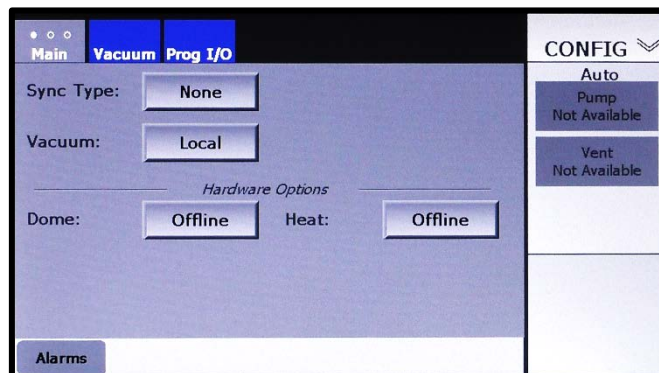 Main Vacuum Prog I/O
Sync Type: None
Vacuum: Local
Hardware Options
Dome: Offline Heat: Offline
Alarms
CONFIG
Auto
Pump
Not Available
Vent
Not Available